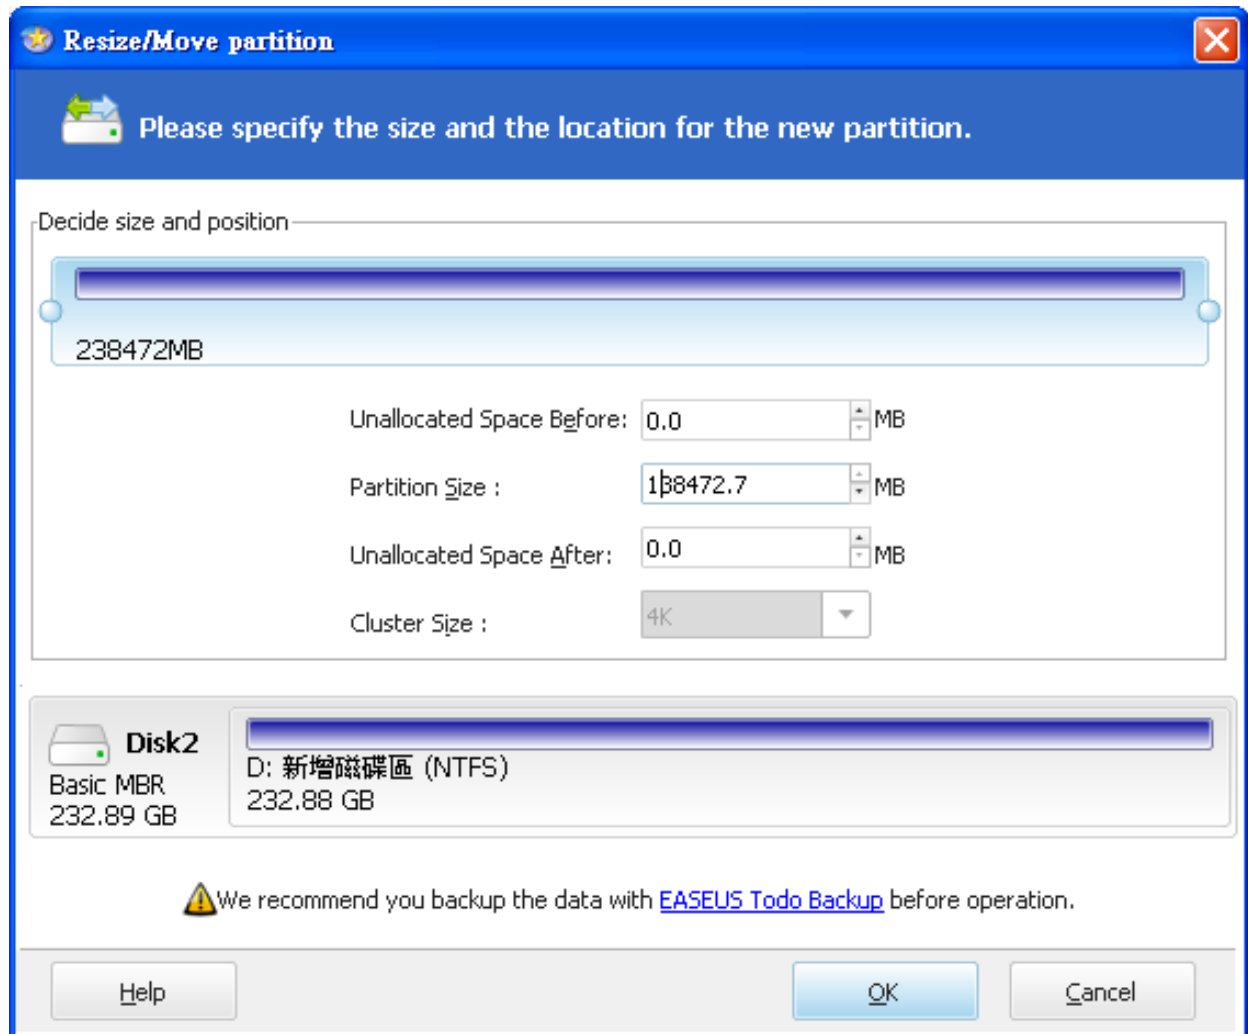 Resize/Move partition
Please specify the size and the location for the new partition.
Decide size and position
238472MB
Unallocated Space Before: 0.0 MB
Partition Size : 138472.7 MB
Unallocated Space After: 0.0 MB
Cluster Size : 4K
Disk2
Basic MBR
232.89 GB
D: 新增磁碟區 (NTFS)
232.88 GB
We recommend you backup the data with EASEUS Todo Backup before operation.
Help OK Cancel